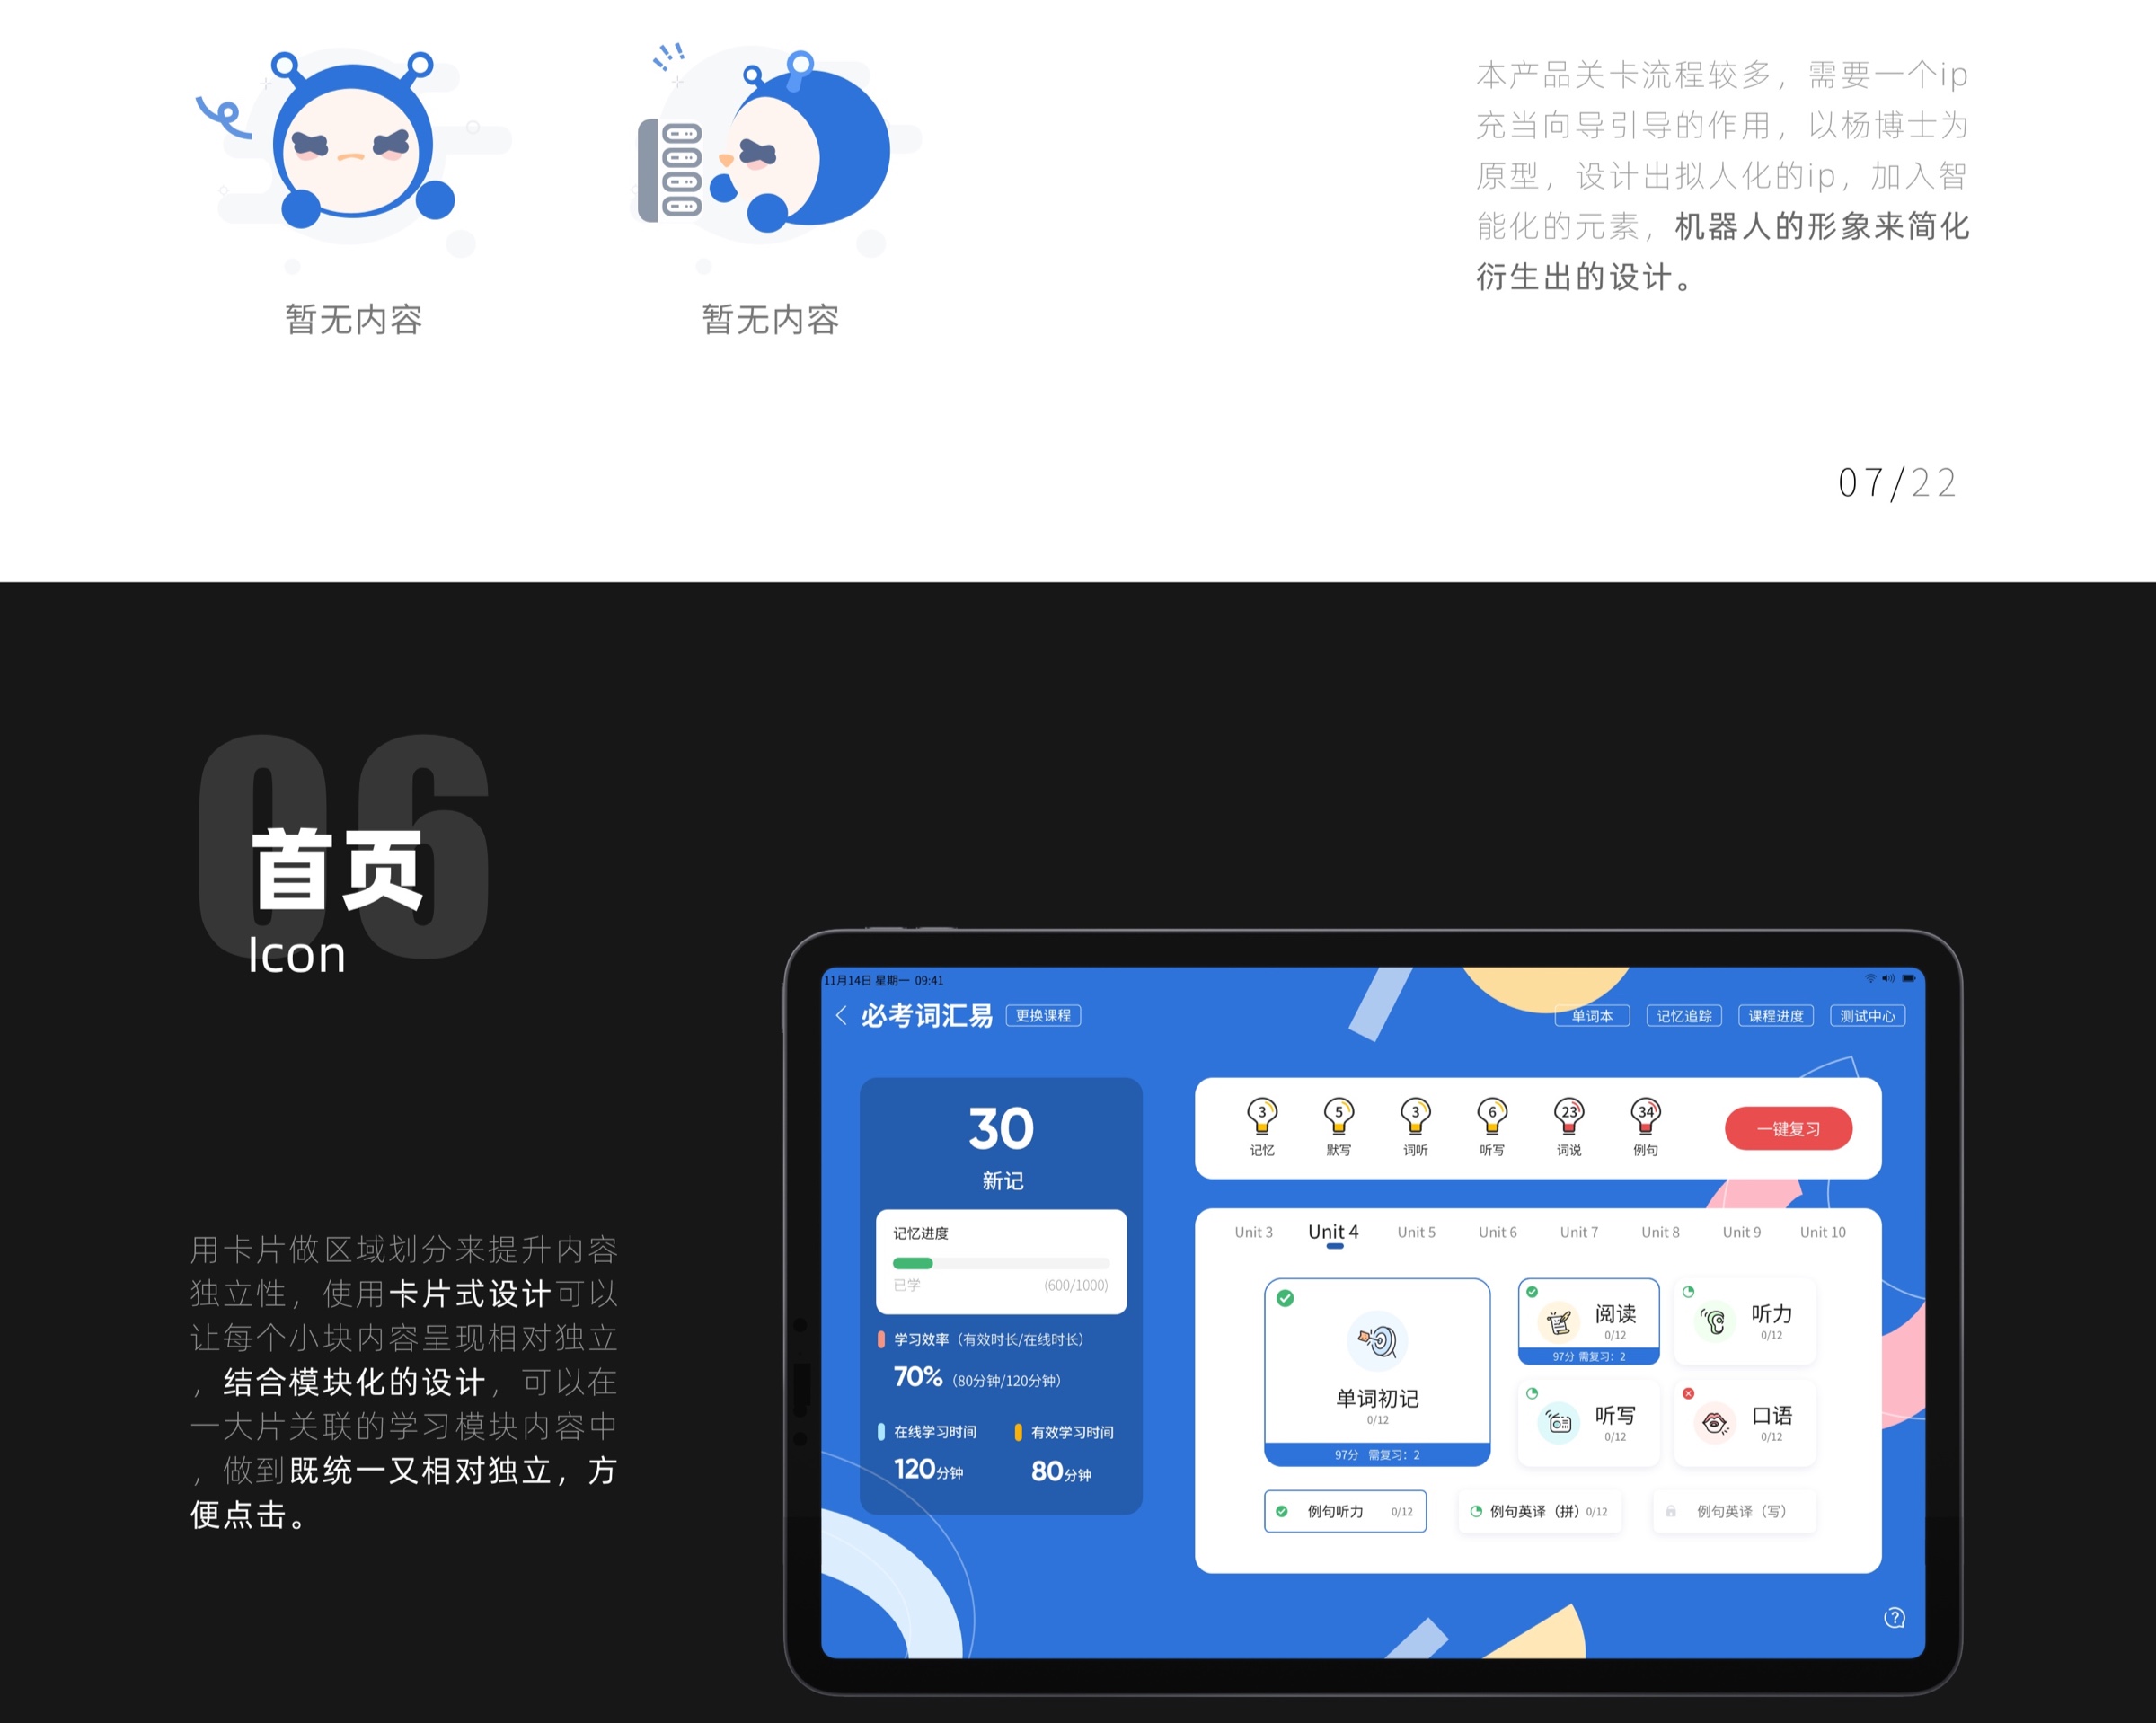 本产品关卡流程较多，需要一个ip
充当向导引导的作用，以杨博士为
原型，设计出拟人化的ip，加入智
能化的元素，机器人的形象来简化
衍生出的设计。
暂无内容
暂无内容
07/22
06
首页
Icon
用卡片做区域划分来提升内容
独立性，使用卡片式设计可以
让每个小块内容呈现相对独立
，结合模块化的设计，可以在
一大片关联的学习模块内容中
，做到既统一又相对独立，方
便点击。
11月14日 星期一 09:41
必考词汇易
更换课程
单词本
记忆追踪
课程进度
测试中心
30
新记
记忆进度
已学
(600/1000)
学习效率（有效时长/在线时长）
70%（80分钟/120分钟）
在线学习时间
有效学习时间
120分钟
80分钟
3
5
3
6
23
34
记忆
默写
词听
听写
词说
例句
一键复习
Unit 3
Unit 4
Unit 5
Unit 6
Unit 7
Unit 8
Unit 9
Unit 10
单词初记
0/12
97分 需复习：2
阅读
0/12
97分 需复习：2
听力
0/12
听写
0/12
口语
0/12
例句听力 0/12
例句英译（拼）0/12
例句英译（写）